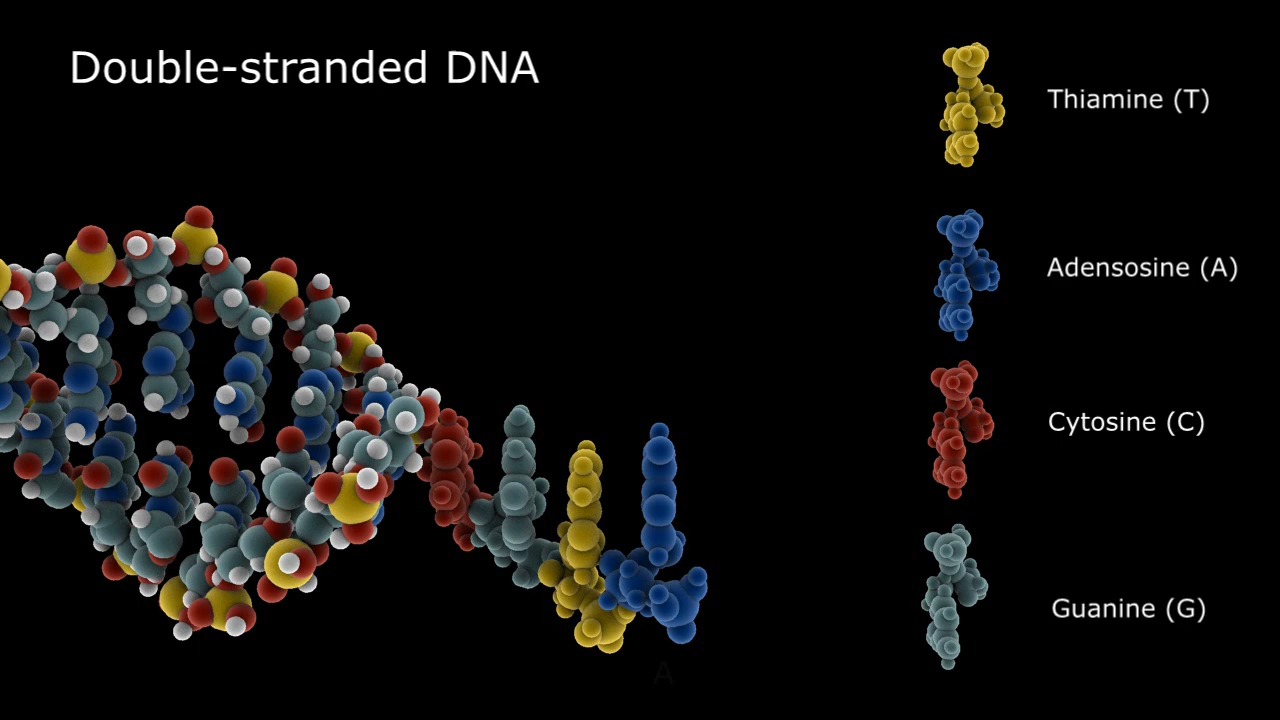 Double-stranded DNA
Thiamine (T)
Adensosine (A)
Cytosine (C)
Guanine (G)
A